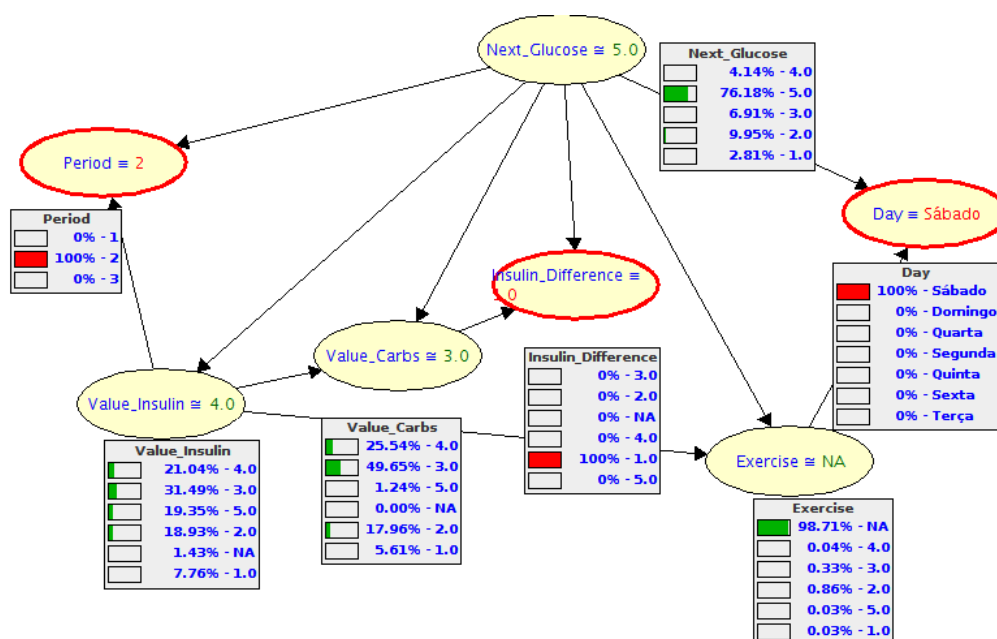 Next_Glucose ≅ 5.0
Next_Glucose
4.14% - 4.0
76.18% - 5.0
6.91% - 3.0
9.95% - 2.0
2.81% - 1.0
Period ≡ 2
Period
0% - 1
100% - 2
0% - 3
Day ≡ Sábado
Day
100% - Sábado
0% - Domingo
0% - Quarta
0% - Segunda
0% - Quinta
0% - Sexta
0% - Terça
Insulin_Difference ≡
Value_Carbs ≅ 3.0
Insulin_Difference
0% - 3.0
0% - 2.0
0% - NA
0% - 4.0
100% - 1.0
0% - 5.0
Value_Insulin ≅ 4.0
Value_Insulin
21.04% - 4.0
31.49% - 3.0
19.35% - 5.0
18.93% - 2.0
1.43% - NA
7.76% - 1.0
Value_Carbs
25.54% - 4.0
49.65% - 3.0
1.24% - 5.0
0.00% - NA
17.96% - 2.0
5.61% - 1.0
Exercise ≅ NA
Exercise
98.71% - NA
0.04% - 4.0
0.33% - 3.0
0.86% - 2.0
0.03% - 5.0
0.03% - 1.0